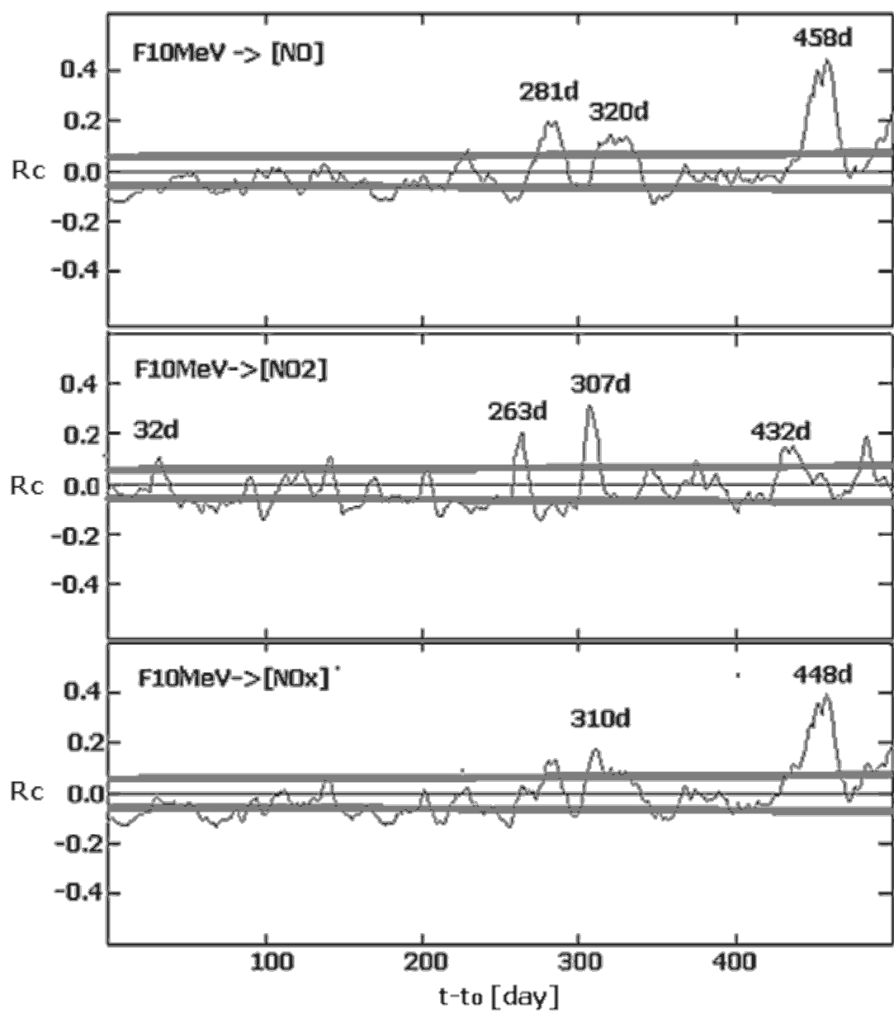 F10MeV -> [NO]
458d
281d
320d
0.4
0.2
Rc 0.0
-0.2
-0.4
F10MeV->[NO2]
32d
263d
307d
432d
0.4
0.2
Rc 0.0
-0.2
-0.4
F10MeV->[NOx]
310d
448d
0.4
0.2
Rc 0.0
-0.2
-0.4
100 200 300 400
t-t₀ [day]